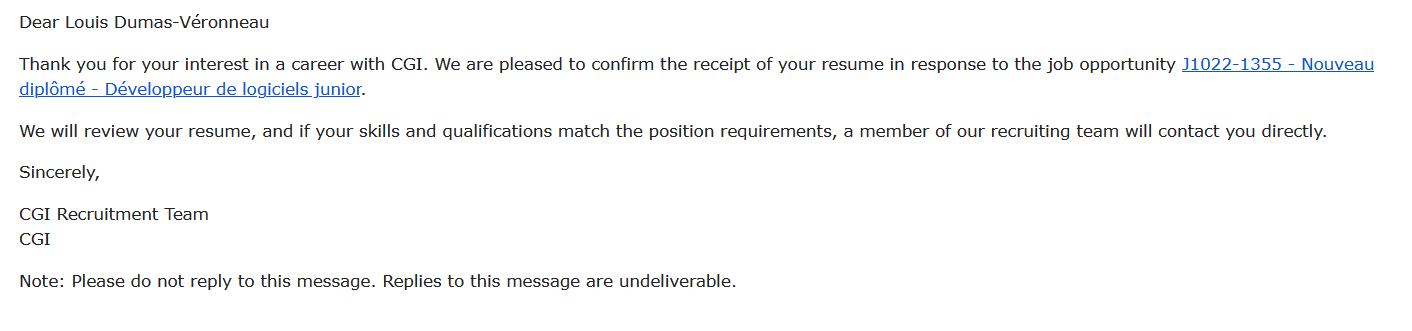 Dear Louis Dumas-Véronneau
Thank you for your interest in a career with CGI. We are pleased to confirm the receipt of your resume in response to the job opportunity J1022-1355 - Nouveau
diplômé - Développeur de logiciels junior.
We will review your resume, and if your skills and qualifications match the position requirements, a member of our recruiting team will contact you directly.
Sincerely,
CGI Recruitment Team
CGI
Note: Please do not reply to this message. Replies to this message are undeliverable.